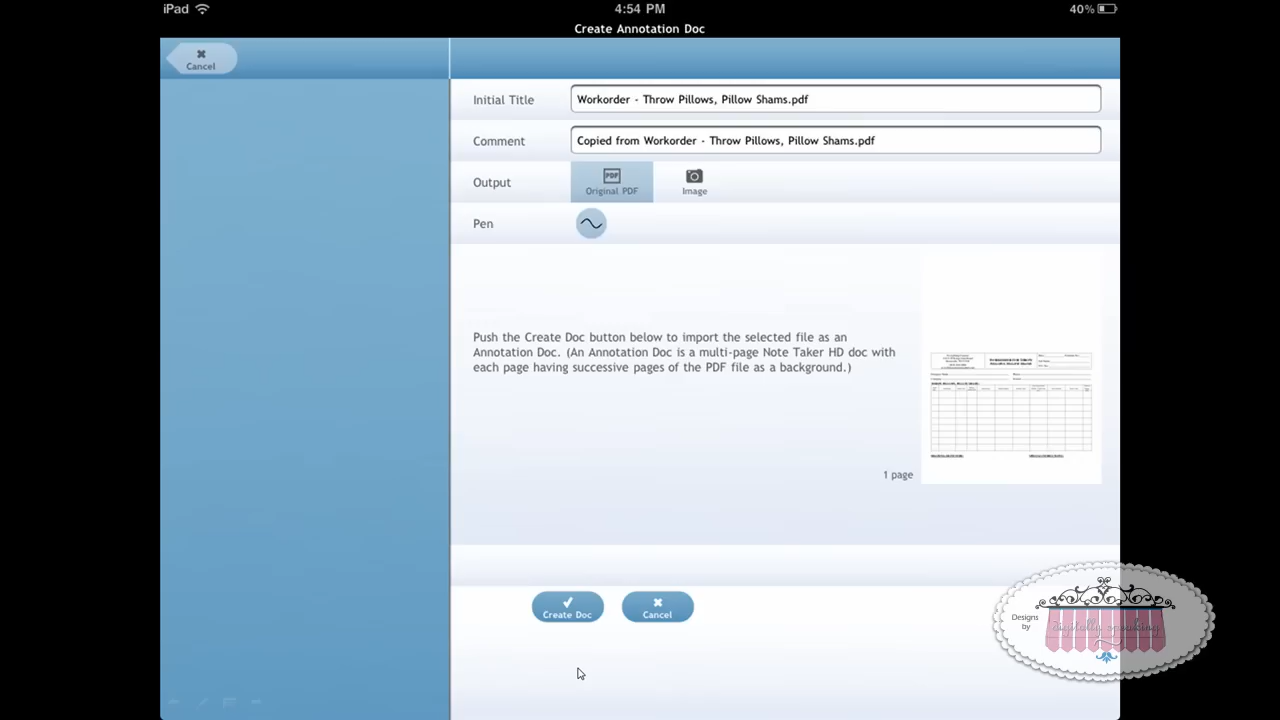 iPad
4:54 PM
40%
Create Annotation Doc
Cancel
Initial Title
Workorder - Throw Pillows, Pillow Shams.pdf
Comment
Copied from Workorder - Throw Pillows, Pillow Shams.pdf
Output
PDF
Original PDF
Image
Pen
Push the Create Doc button below to import the selected file as an
Annotation Doc. (An Annotation Doc is a multi-page Note Taker HD doc with
each page having successive pages of the PDF file as a background.)
1 page
Create Doc
Cancel
Designs
by
Digitally Speaking